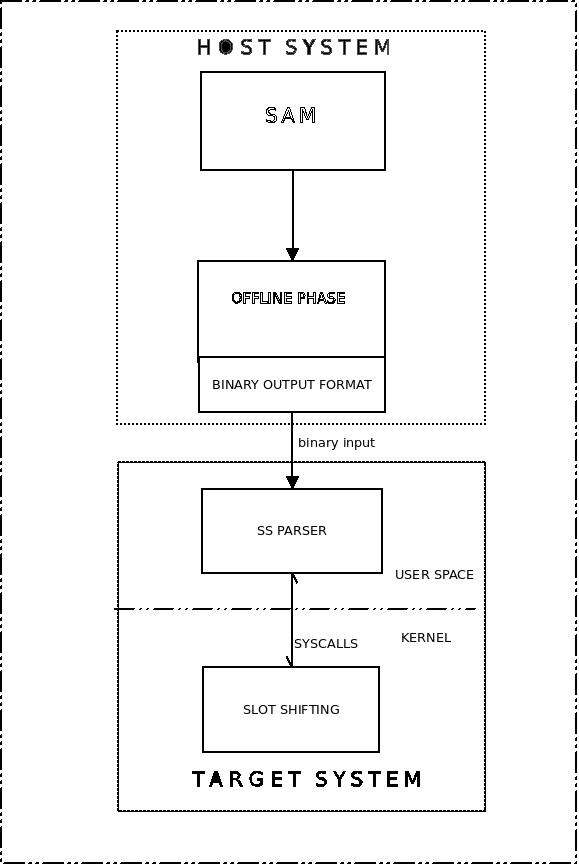 HOST SYSTEM
SAM
OFFLINE PHASE
BINARY OUTPUT FORMAT
binary input
SS PARSER
USER SPACE
KERNEL
SYSCALLS
SLOT SHIFTING
TARGET SYSTEM